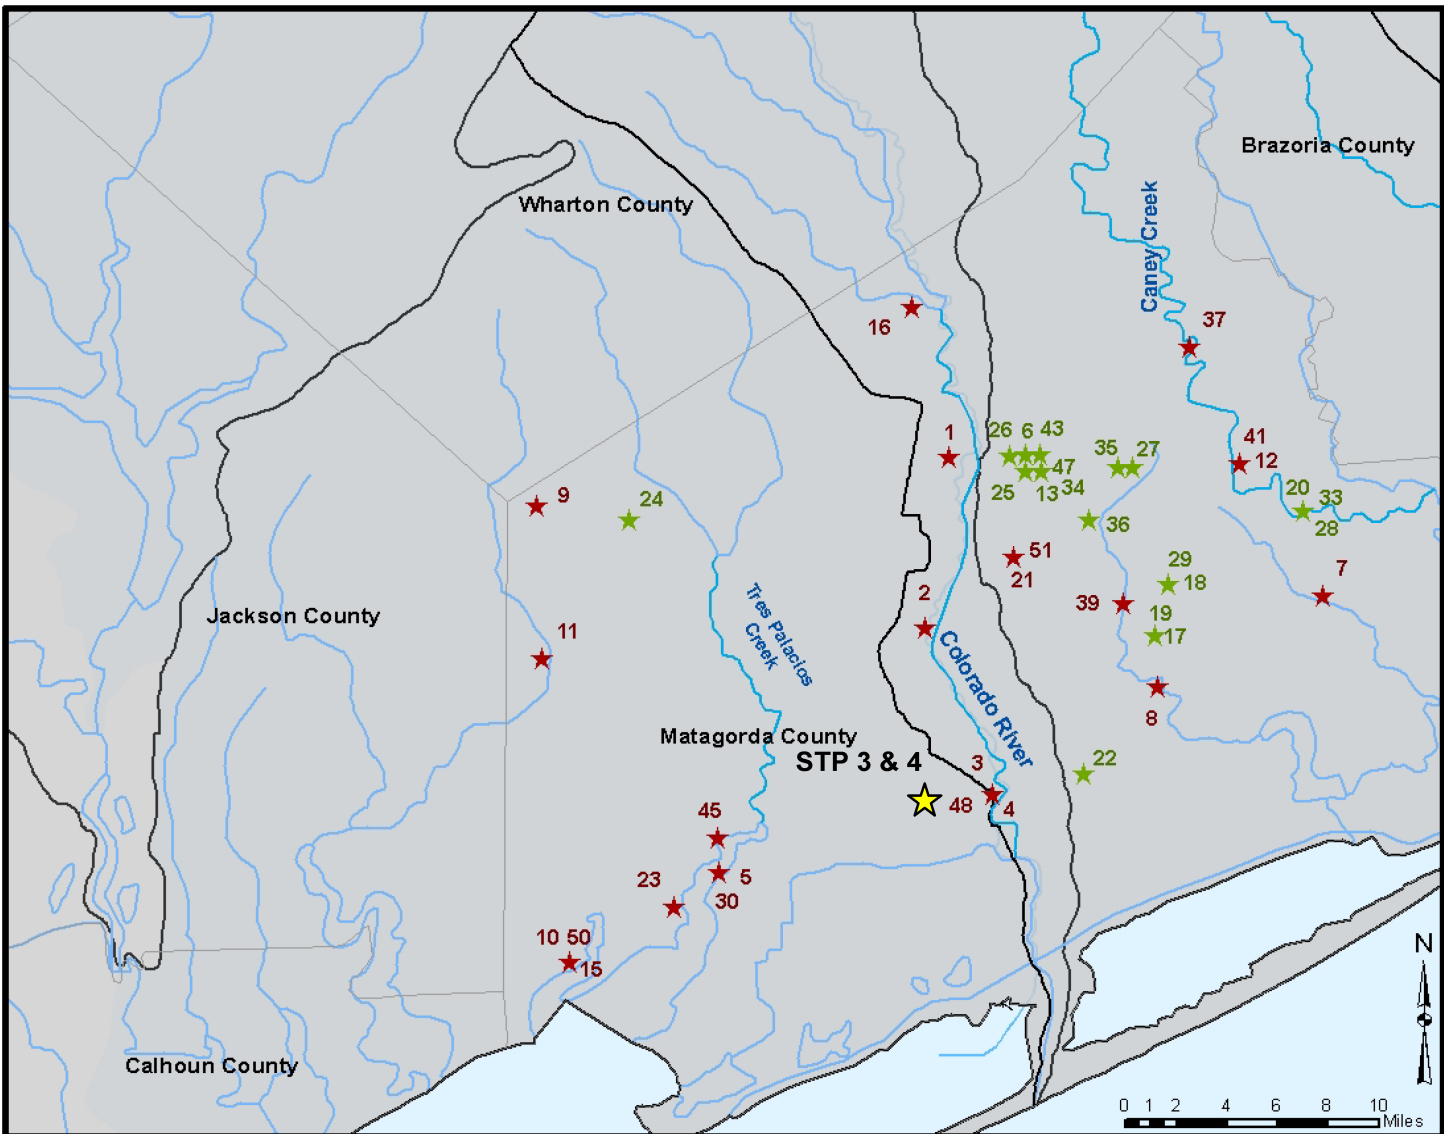 Brazoria County
Caney Creek
Wharton County
37
16
1
26 6 43
35 27
41
12
47
25 13 34
9
24
20 33
28
36
51
21
29
18
7
2
39
19
17
Jackson County
Tres Palacios
Creek
11
Colorado River
8
Matagorda County
STP 3 & 4
3
22
48
4
45
5
30
23
10 50
15
N
Calhoun County
0 1 2 4 6 8 10
Miles